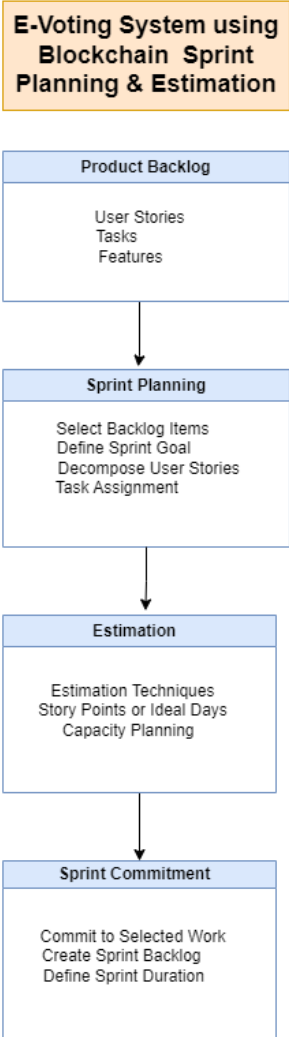 E-Voting System using
Blockchain Sprint
Planning & Estimation
Product Backlog
User Stories
Tasks
Features
Sprint Planning
Select Backlog Items
Define Sprint Goal
Decompose User Stories
Task Assignment
Estimation
Estimation Techniques
Story Points or Ideal Days
Capacity Planning
Sprint Commitment
Commit to Selected Work
Create Sprint Backlog
Define Sprint Duration